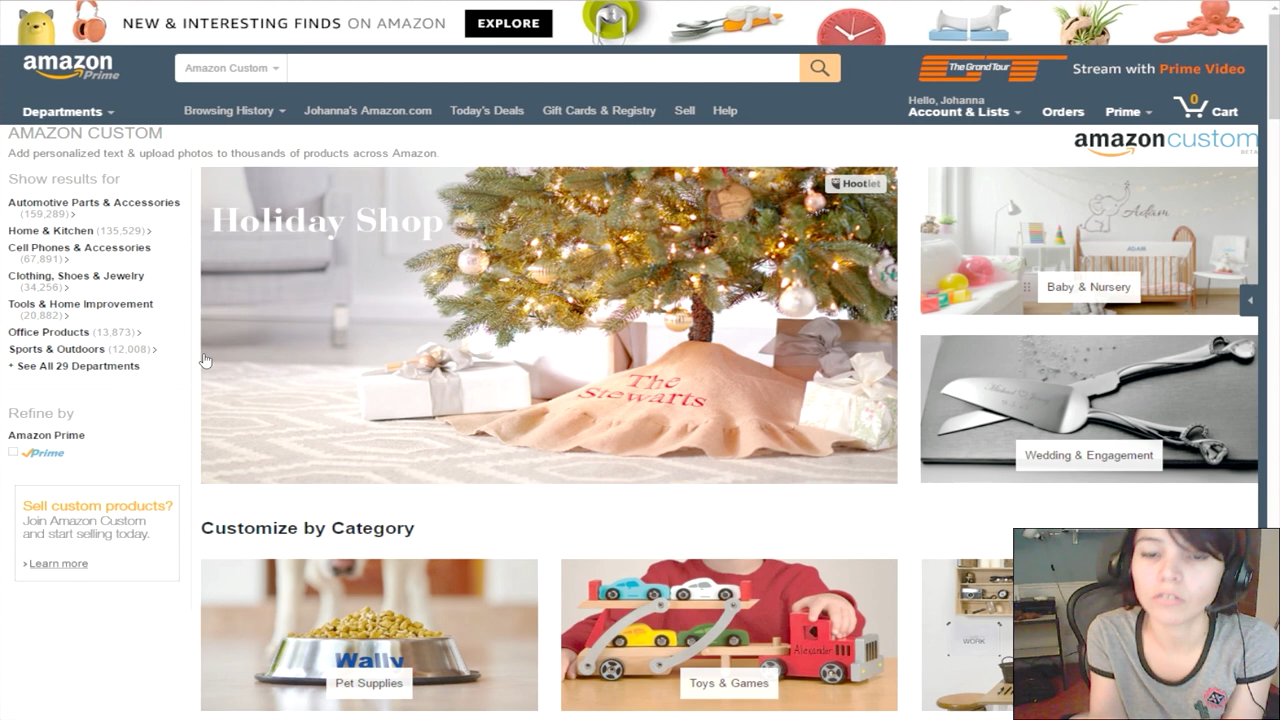 NEW & INTERESTING FINDS ON AMAZON EXPLORE
amazon Prime
Amazon Custom
The Grand Tour
Stream with Prime Video
Departments
Browsing History
Johanna's Amazon.com
Today's Deals
Gift Cards & Registry
Sell
Help
Hello, Johanna
Account & Lists
Orders
Prime
0
Cart
AMAZON CUSTOM
Add personalized text & upload photos to thousands of products across Amazon.
amazoncustom
BETA
Show results for
Automotive Parts & Accessories
(159,289)
Home & Kitchen (135,529)
Cell Phones & Accessories
(67,891)
Clothing, Shoes & Jewelry
(34,256)
Tools & Home Improvement
(20,882)
Office Products (13,873)
Sports & Outdoors (12,008)
+ See All 29 Departments
Refine by
Amazon Prime
Prime
Sell custom products?
Join Amazon Custom
and start selling today.
Learn more
Holiday Shop
Hootlet
The
Stewarts
Adam
ADAM
Baby & Nursery
Wedding & Engagement
Customize by Category
Wally
Pet Supplies
Alexander
Toys & Games
WORK